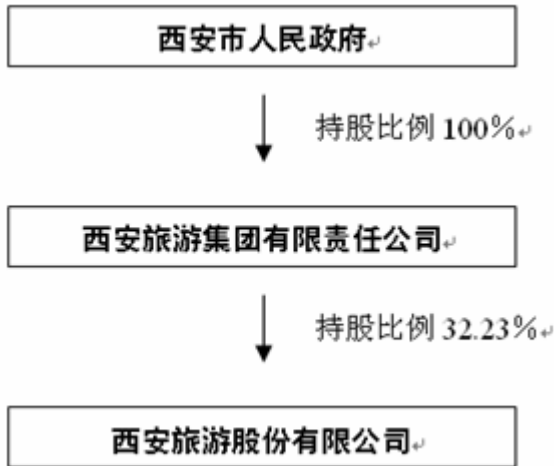 西安市人民政府
持股比例 100%
西安旅游集团有限责任公司
持股比例 32.23%
西安旅游股份有限公司